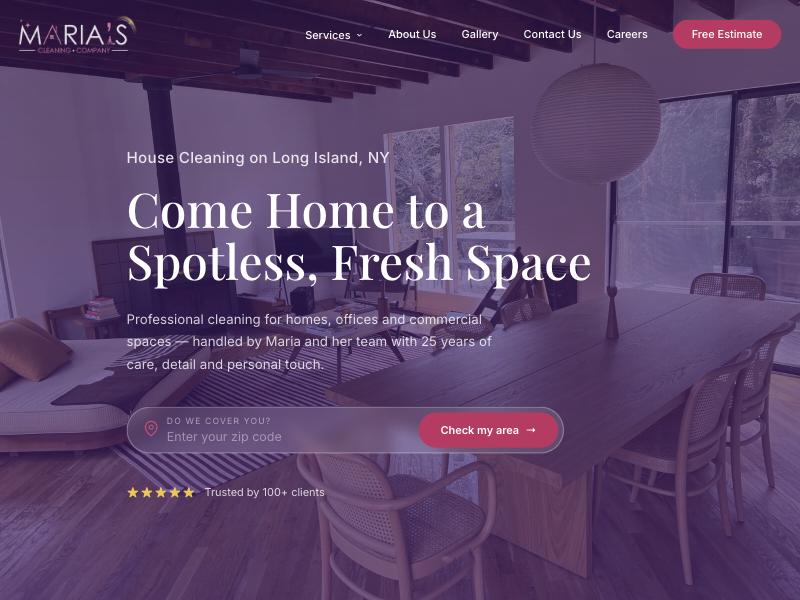 MARIA'S
CLEANING COMPANY
Services
About Us
Gallery
Contact Us
Careers
Free Estimate
House Cleaning on Long Island, NY
Come Home to a
Spotless, Fresh Space
Professional cleaning for homes, offices and commercial
spaces — handled by Maria and her team with 25 years of
care, detail and personal touch.
DO WE COVER YOU?
Enter your zip code
Check my area →
Trusted by 100+ clients